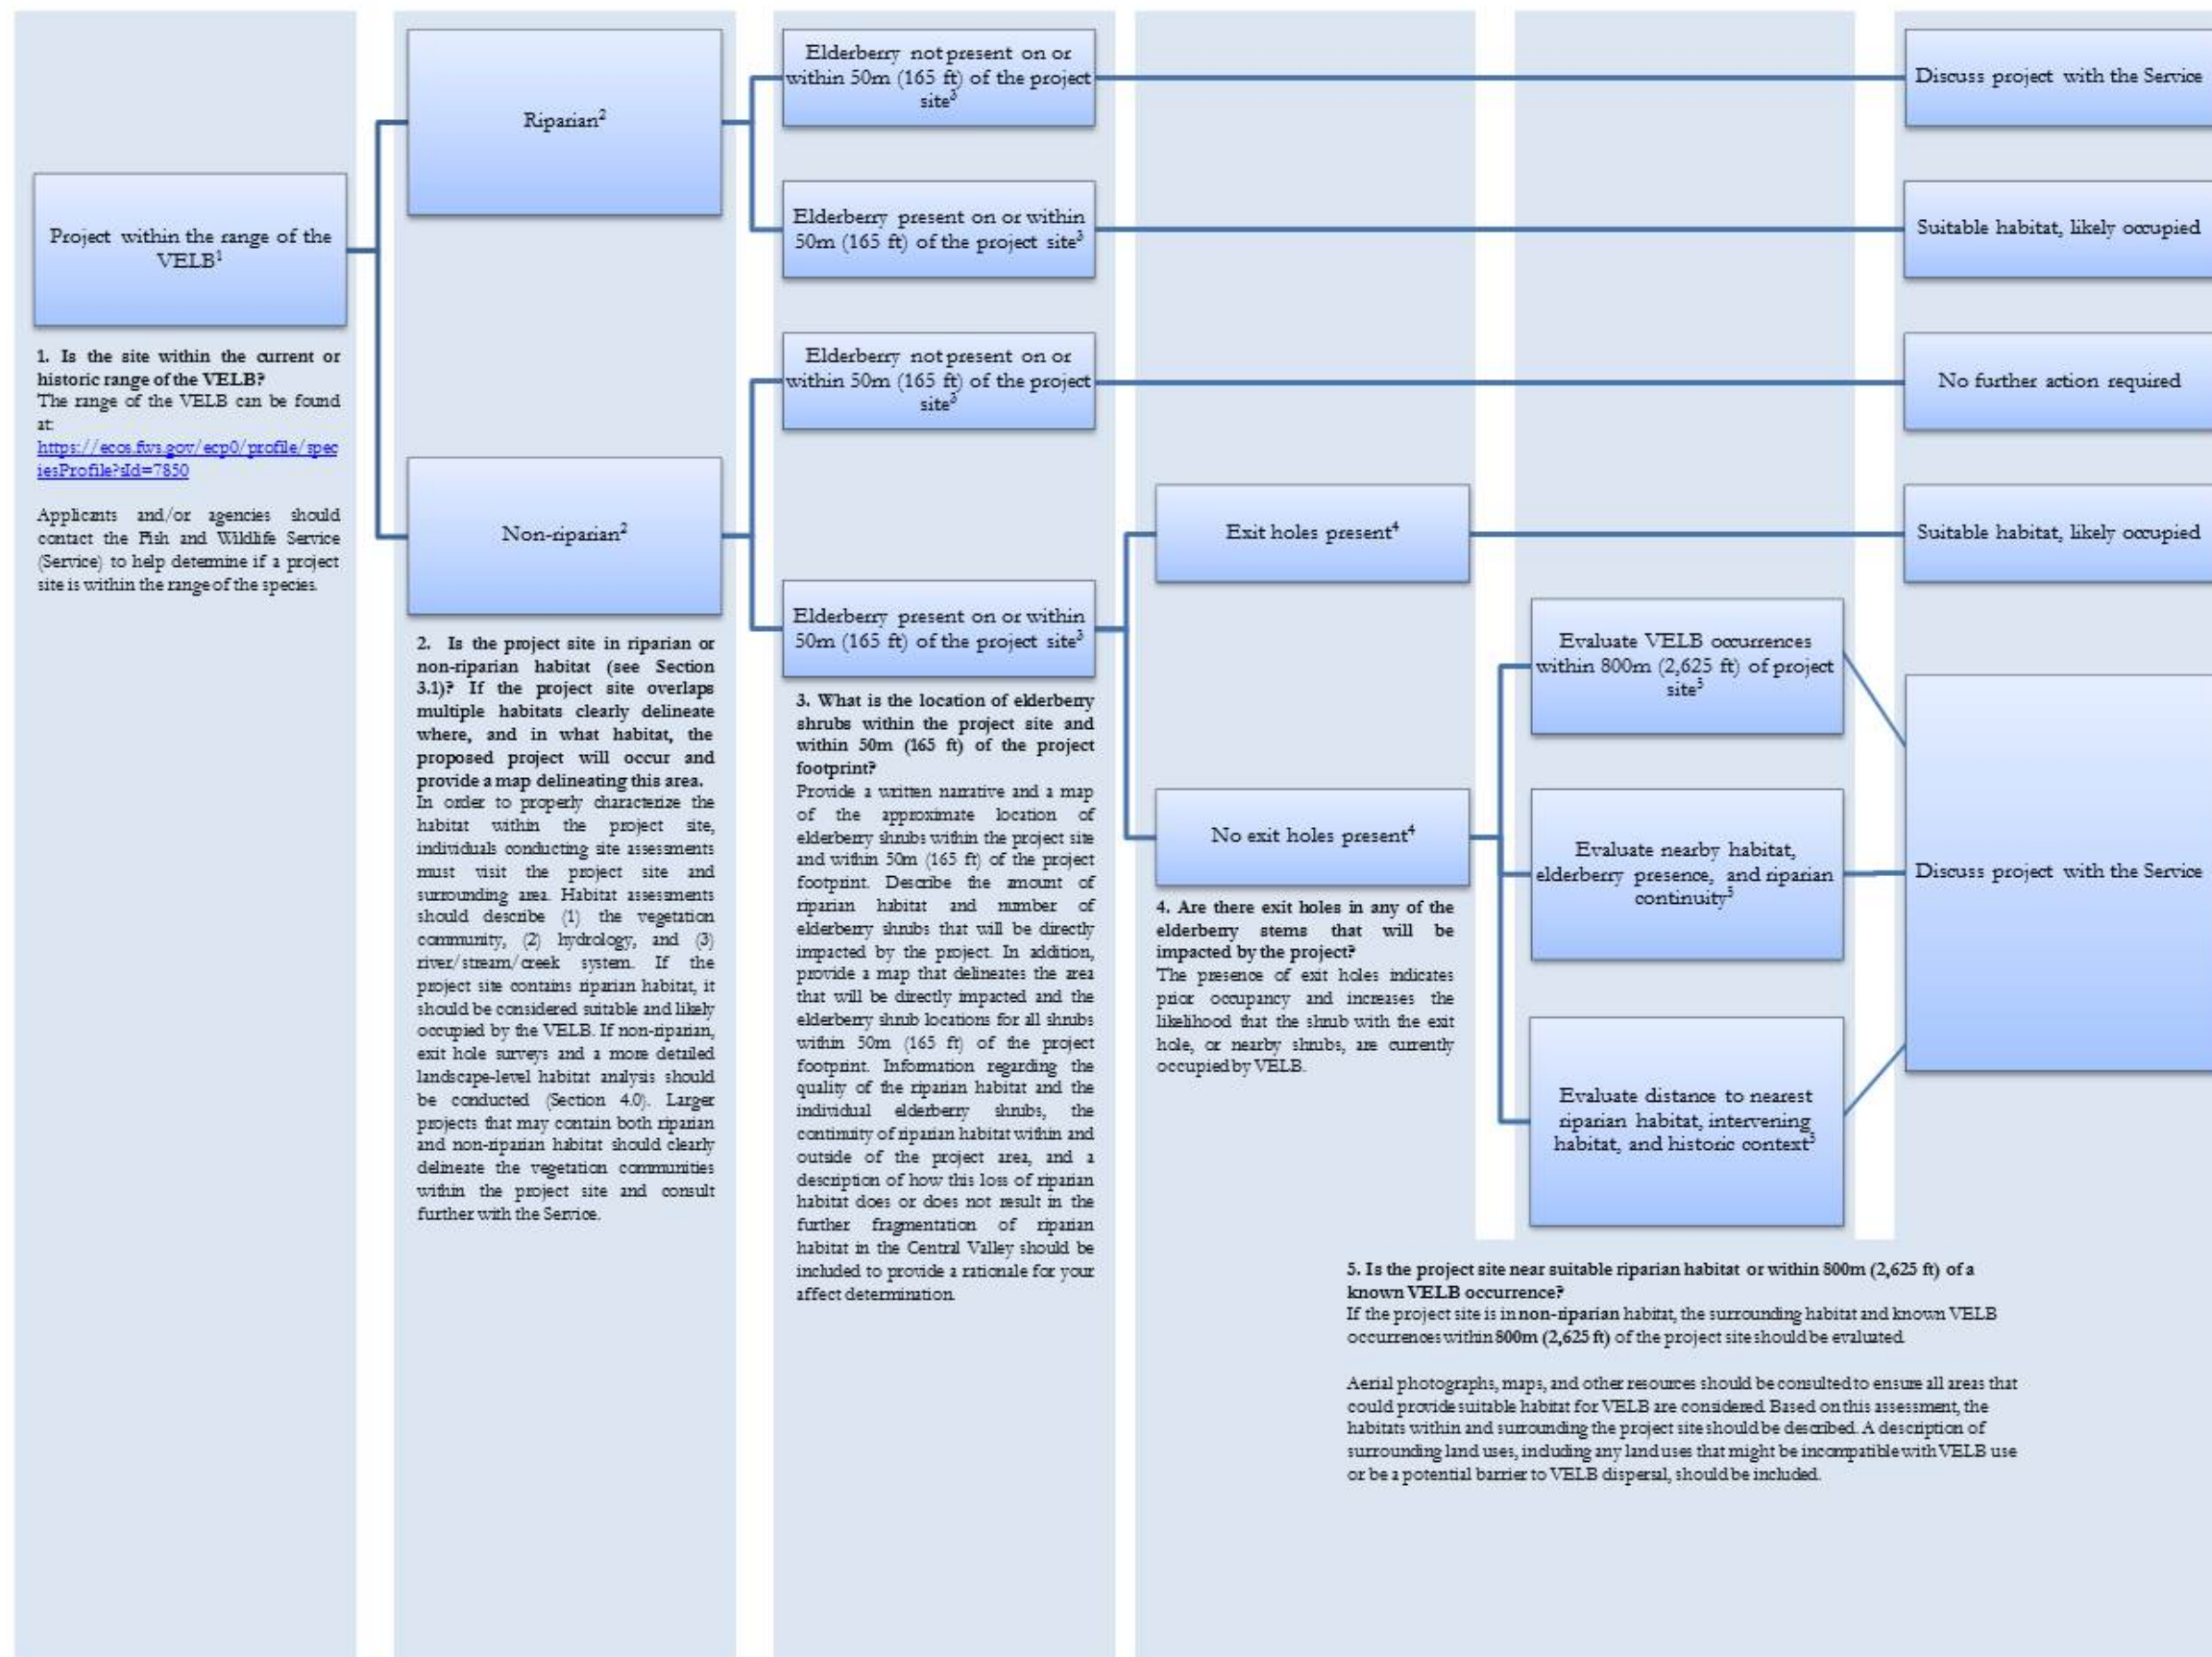 Project within the range of the
VELB¹
1. Is the site within the current or
historic range of the VELB?
The range of the VELB can be found
at:
https://ecos.fws.gov/ecp0/profile/spec
iesProfile?sId=7850
Applicants and/or agencies should
contact the Fish and Wildlife Service
(Service) to help determine if a project
site is within the range of the species.
Riparian²
Non-riparian²
2. Is the project site in riparian or
non-riparian habitat (see Section
3.1)? If the project site overlaps
multiple habitats clearly delineate
where, and in what habitat, the
proposed project will occur and
provide a map delineating this area.
In order to properly characterize the
habitat within the project site,
individuals conducting site assessments
must visit the project site and
surrounding area. Habitat assessments
should describe (1) the vegetation
community, (2) hydrology, and (3)
river/stream/creek system. If the
project site contains riparian habitat, it
should be considered suitable and likely
occupied by the VELB. If non-riparian,
exit hole surveys and a more detailed
landscape-level habitat analysis should
be conducted (Section 4.0). Larger
projects that may contain both riparian
and non-riparian habitat should clearly
delineate the vegetation communities
within the project site and consult
further with the Service.
Elderberry not present on or
within 50m (165 ft) of the project
site³
Elderberry present on or within
50m (165 ft) of the project site³
Elderberry not present on or
within 50m (165 ft) of the project
site³
Elderberry present on or within
50m (165 ft) of the project site³
3. What is the location of elderberry
shrubs within the project site and
within 50m (165 ft) of the project
footprint?
Provide a written narrative and a map
of the approximate location of
elderberry shrubs within the project site
and within 50m (165 ft) of the project
footprint. Describe the amount of
riparian habitat and number of
elderberry shrubs that will be directly
impacted by the project. In addition,
provide a map that delineates the area
that will be directly impacted and the
elderberry shrub locations for all shrubs
within 50m (165 ft) of the project
footprint. Information regarding the
quality of the riparian habitat and the
individual elderberry shrubs, the
continuity of riparian habitat within and
outside of the project area, and a
description of how this loss of riparian
habitat does or does not result in the
further fragmentation of riparian
habitat in the Central Valley should be
included to provide a rationale for your
affect determination.
Exit holes present⁴
No exit holes present⁴
4. Are there exit holes in any of the
elderberry stems that will be
impacted by the project?
The presence of exit holes indicates
prior occupancy and increases the
likelihood that the shrub with the exit
hole, or nearby shrubs, are currently
occupied by VELB.
Evaluate VELB occurrences
within 800m (2,625 ft) of project
site⁵
Evaluate nearby habitat,
elderberry presence, and riparian
continuity⁵
Evaluate distance to nearest
riparian habitat, intervening
habitat, and historic context⁵
5. Is the project site near suitable riparian habitat or within 800m (2,625 ft) of a
known VELB occurrence?
If the project site is in non-riparian habitat, the surrounding habitat and known VELB
occurrences within 800m (2,625 ft) of the project site should be evaluated.
Aerial photographs, maps, and other resources should be consulted to ensure all areas that
could provide suitable habitat for VELB are considered. Based on this assessment, the
habitats within and surrounding the project site should be described. A description of
surrounding land uses, including any land uses that might be incompatible with VELB use
or be a potential barrier to VELB dispersal, should be included.
Discuss project with the Service
Suitable habitat, likely occupied
No further action required
Suitable habitat, likely occupied
Discuss project with the Service